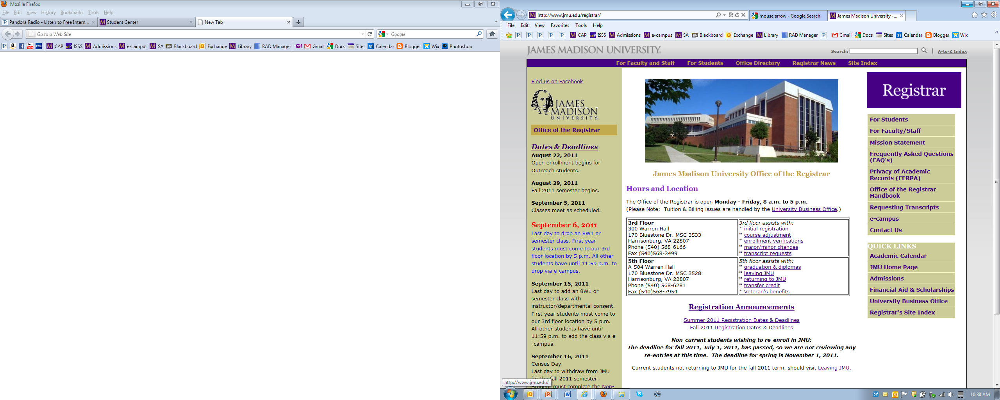 Mozilla Firefox
File Edit View History Bookmarks Tools Help
Pandora Radio - Listen to Free Intern...
Student Center
New Tab
Go to a Web Site
Google
CAP ISSS Admissions e-campus SA Blackboard Exchange Library RAD Manager Gmail Docs Sites Calendar Blogger Wix Photoshop
http://www.jmu.edu/registrar/
mouse arrow - Google Search
James Madison University -...
File Edit View Favorites Tools Help
CAP ISSS Admissions e-campus SA Blackboard Exchange Library RAD Manager Gmail Docs Sites Calendar Blogger Wix
JAMES MADISON UNIVERSITY.
Search: | A-to-Z Index
For Faculty and Staff For Students Office Directory Registrar News Site Index
Find us on Facebook
JAMES
MADISON
UNIVERSITY.
Office of the Registrar
Dates & Deadlines
August 22, 2011
Open enrollment begins for
Outreach students.
August 29, 2011
Fall 2011 semester begins.
September 5, 2011
Classes meet as scheduled.
September 6, 2011
Last day to drop an 8W1 or
semester class. First year
students must come to our 3rd
floor location by 5 p.m. All other
students have until 11:59 p.m. to
drop via e-campus.
September 15, 2011
Last day to add an 8W1 or
semester class with
instructor/departmental consent.
First year students must come to
our 3rd floor location by 5 p.m.
All other students have until
11:59 p.m. to add the class via e
-campus.
September 16, 2011
Census Day
Last day to withdraw from JMU
for the fall 2011 semester.
Student must complete the Non-
http://www.jmu.edu/
James Madison University Office of the Registrar
Hours and Location
The Office of the Registrar is open Monday - Friday, 8 a.m. to 5 p.m.
(Please Note: Tuition & Billing issues are handled by the University Business Office.)
3rd Floor
300 Warren Hall
170 Bluestone Dr. MSC 3533
Harrisonburg, VA 22807
Phone (540) 568-6166
Fax (540)568-3499
3rd floor assists with:
* initial registration
* course adjustment
* enrollment verifications
* major/minor changes
* transcript requests
5th Floor
A-504 Warren Hall
170 Bluestone Dr. MSC 3528
Harrisonburg, VA 22807
Phone (540) 568-6281
Fax (540)568-7954
5th floor assists with:
* graduation & diplomas
* leaving JMU
* returning to JMU
* transfer credit
* Veteran's benefits
Registration Announcements
Summer 2011 Registration Dates & Deadlines
Fall 2011 Registration Dates & Deadlines
Non-current students wishing to re-enroll in JMU:
The deadline for fall 2011, July 1, 2011, has passed, so we are not reviewing any
re-entries at this time. The deadline for spring is November 1, 2011.
Current students not returning to JMU for the fall 2011 term, should visit Leaving JMU.
Registrar
For Students
For Faculty/Staff
Mission Statement
Frequently Asked Questions
(FAQ's)
Privacy of Academic
Records (FERPA)
Office of the Registrar
Handbook
Requesting Transcripts
e-campus
Contact Us
QUICK LINKS
Academic Calendar
JMU Home Page
Admissions
Financial Aid & Scholarships
University Business Office
Registrar's Site Index
10:38 AM